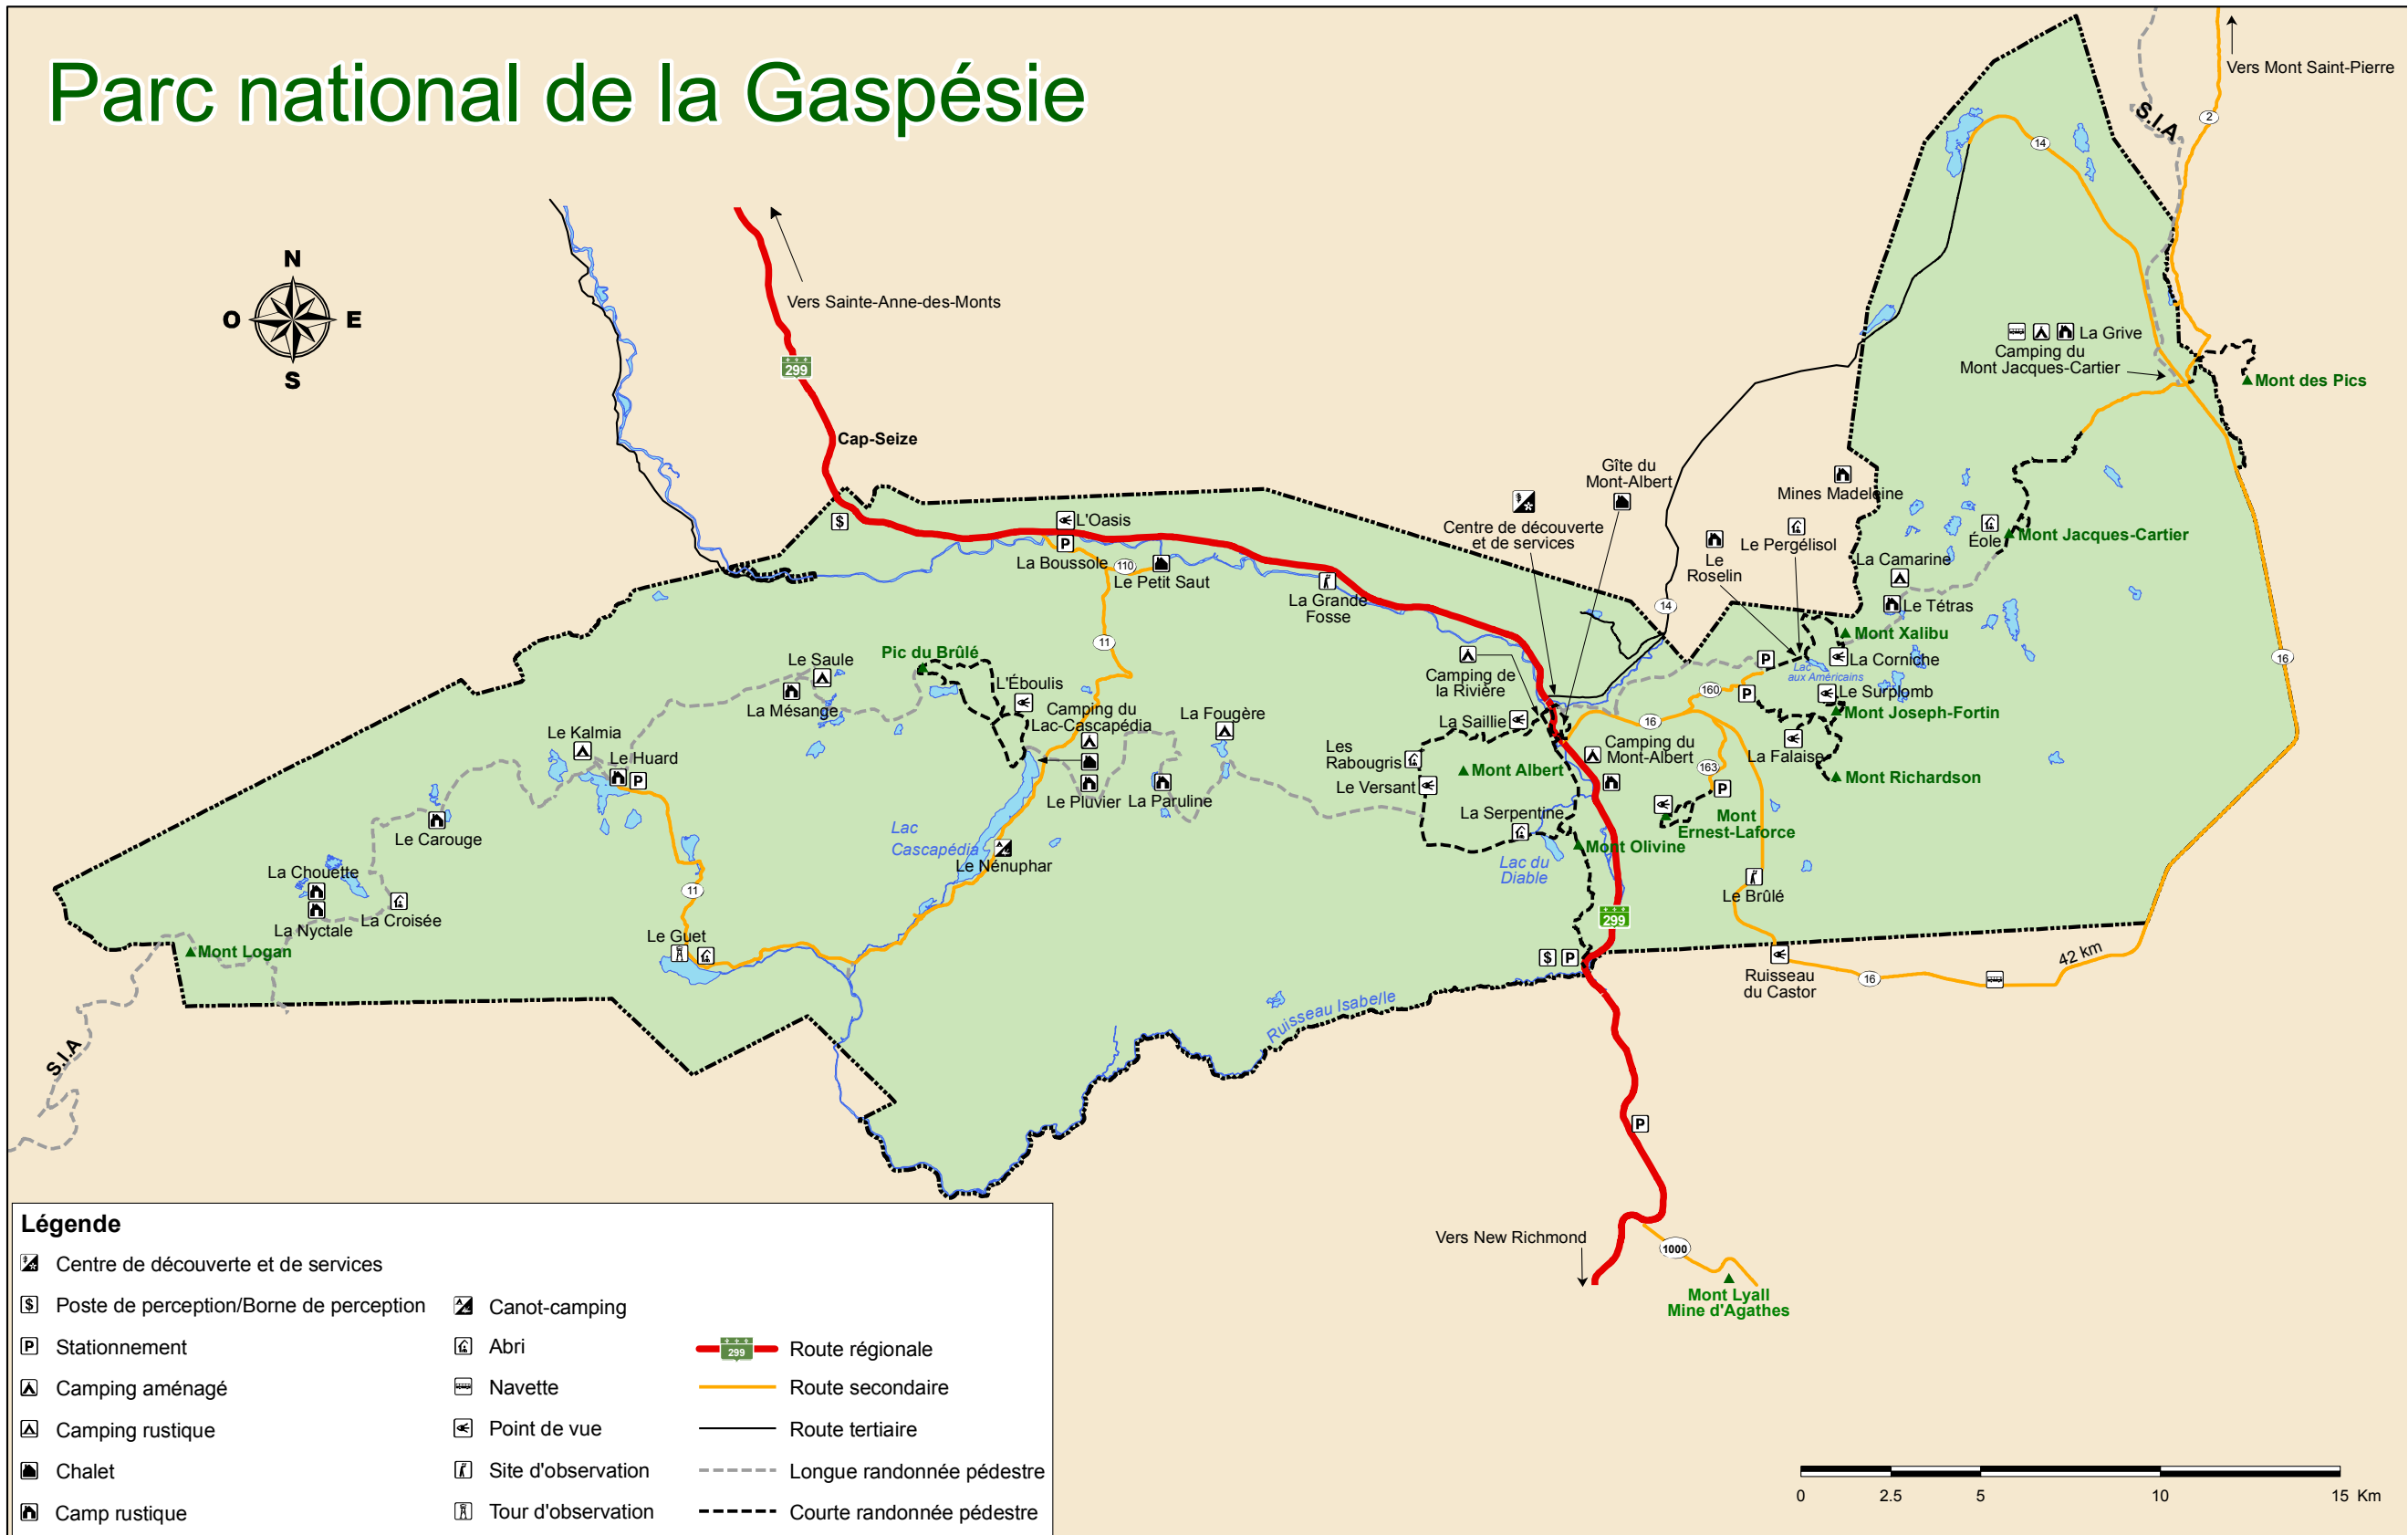 Parc national de la Gaspésie
Vers Mont Saint-Pierre
S.I.A
2
14
N
O
E
S
Vers Sainte-Anne-des-Monts
299
Cap-Seize
La Grive
Camping du
Mont Jacques-Cartier
Mont des Pics
Gîte du
Mont-Albert
Centre de découverte
et de services
Mines Madeleine
Le Pergélisol
Le
Roselin
Éole
Mont Jacques-Cartier
La Camarine
Le Tétras
$
L'Oasis
P
La Boussole
110
Le Petit Saut
La Grande
Fosse
14
11
Mont Xalibu
La Corniche
P
Lac
aux Américains
16
Pic du Brûlé
Le Saule
La Mésange
L'Éboulis
Camping du
Lac-Cascapédia
La Fougère
Camping de
la Rivière
La Saillie
160
P
Le Surplomb
Mont Joseph-Fortin
16
La Falaise
Le Kalmia
Le Huard
P
Le Pluvier
La Paruline
Les
Rabougris
Le Versant
Mont Albert
Camping du
Mont-Albert
163
P
Mont Richardson
Le Carouge
Lac
Cascapédia
Le Nénuphar
La Serpentine
Lac du
Diable
Mont Olivine
Mont
Ernest-Laforce
La Chouette
La Nyctale
La Croisée
11
Le Brûlé
299
Mont Logan
Le Guet
$
P
Ruisseau
du Castor
16
42 km
Ruisseau Isabelle
S.I.A
P
Vers New Richmond
1000
Mont Lyall
Mine d'Agathes
Légende
Centre de découverte et de services
$ Poste de perception/Borne de perception
P Stationnement
Camping aménagé
Camping rustique
Chalet
Camp rustique
Canot-camping
Abri
Navette
Point de vue
Site d'observation
Tour d'observation
299 Route régionale
Route secondaire
Route tertiaire
Longue randonnée pédestre
Courte randonnée pédestre
0 2.5 5 10 15 Km